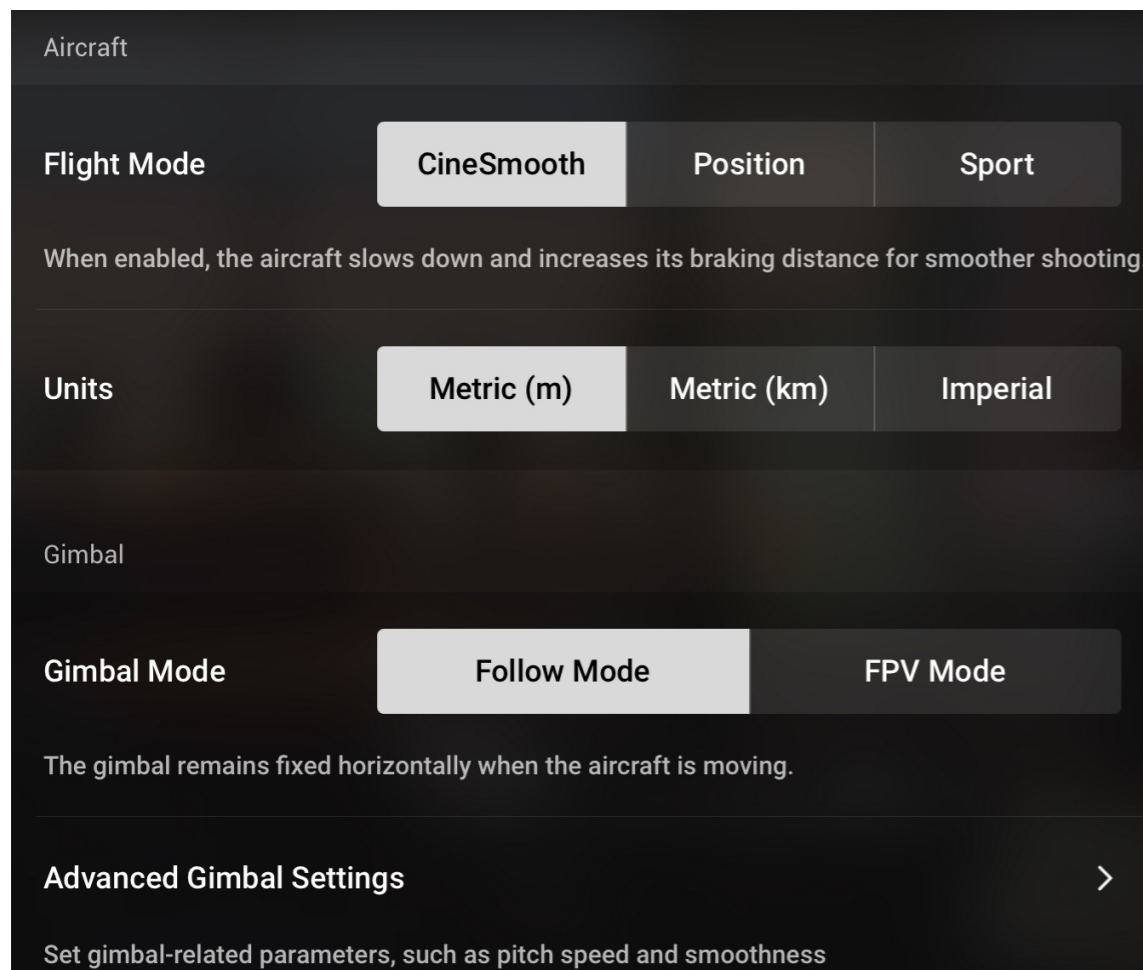 Aircraft
Flight Mode CineSmooth Position Sport
When enabled, the aircraft slows down and increases its braking distance for smoother shooting
Units Metric (m) Metric (km) Imperial
Gimbal
Gimbal Mode Follow Mode FPV Mode
The gimbal remains fixed horizontally when the aircraft is moving.
Advanced Gimbal Settings
Set gimbal-related parameters, such as pitch speed and smoothness